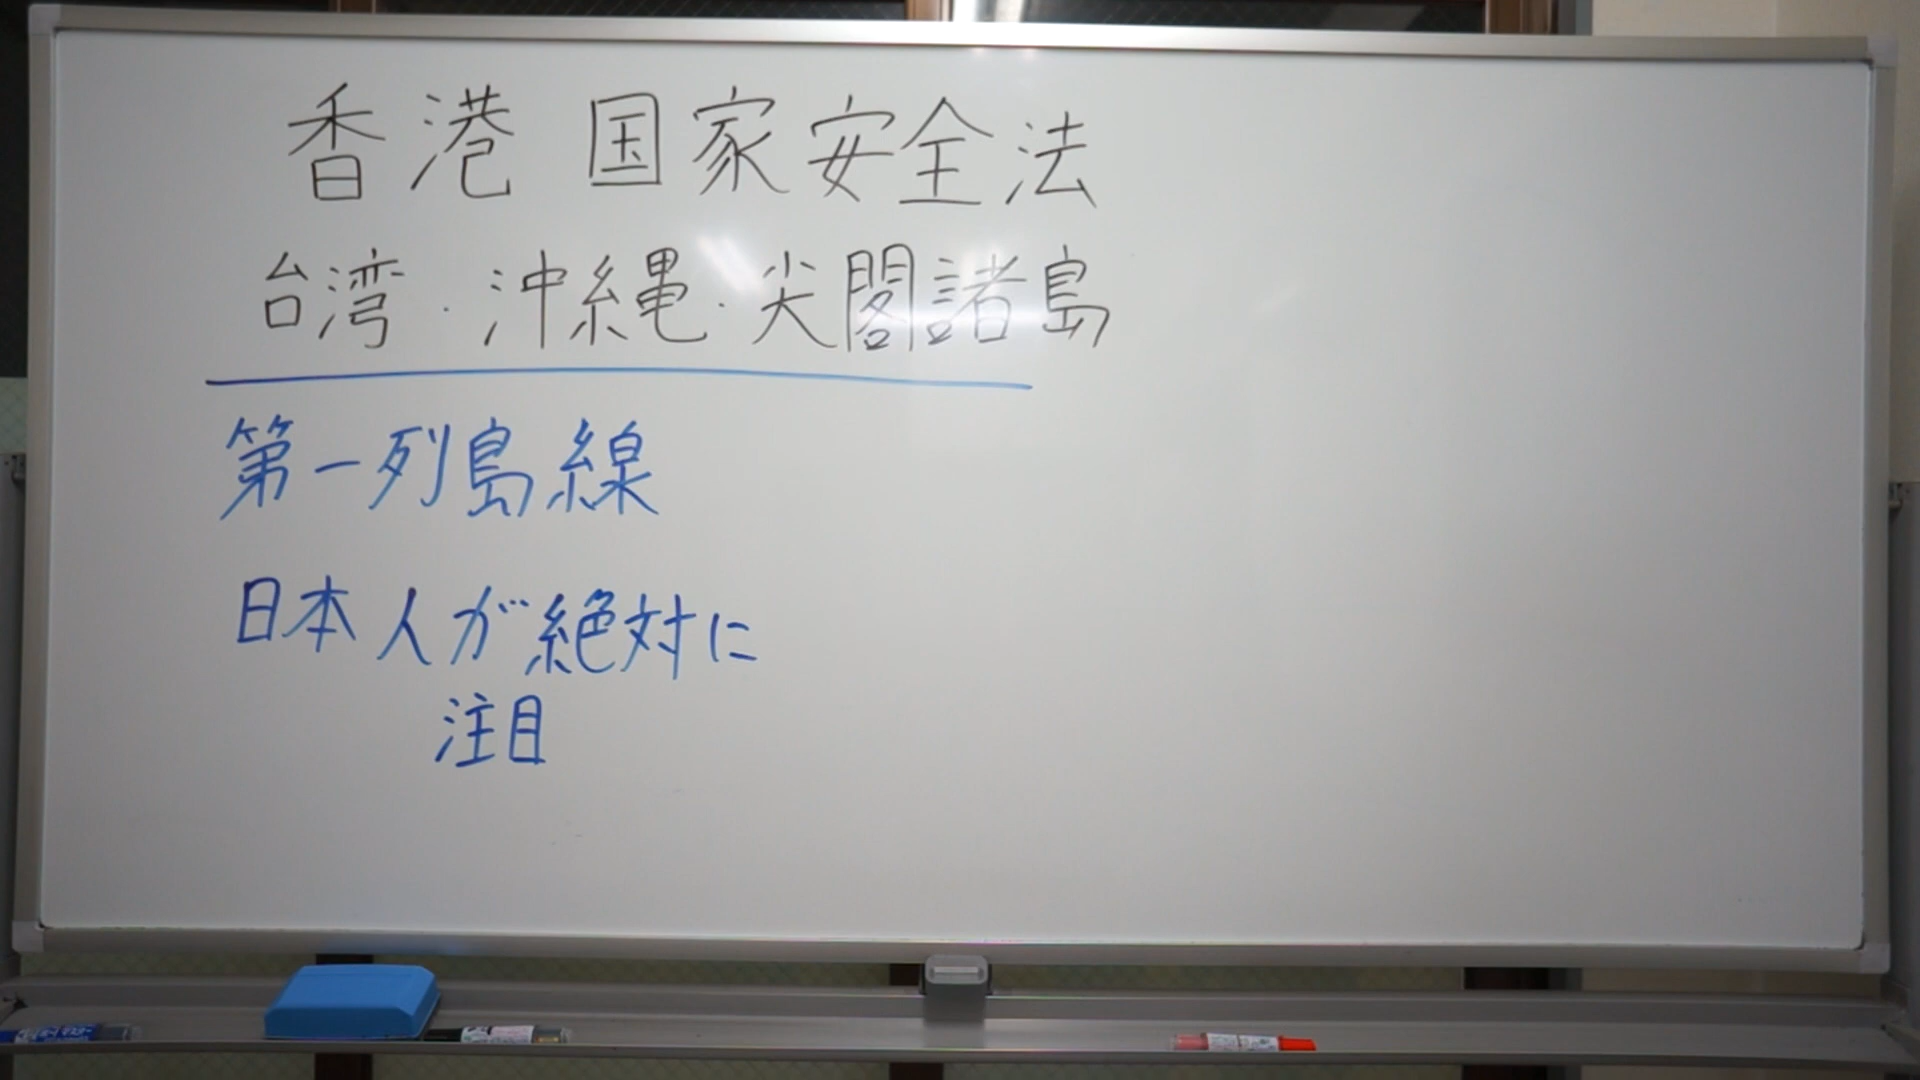 香港 国家安全法
台湾・沖縄・尖閣諸島
第一列島線
日本人が絶対に
注目